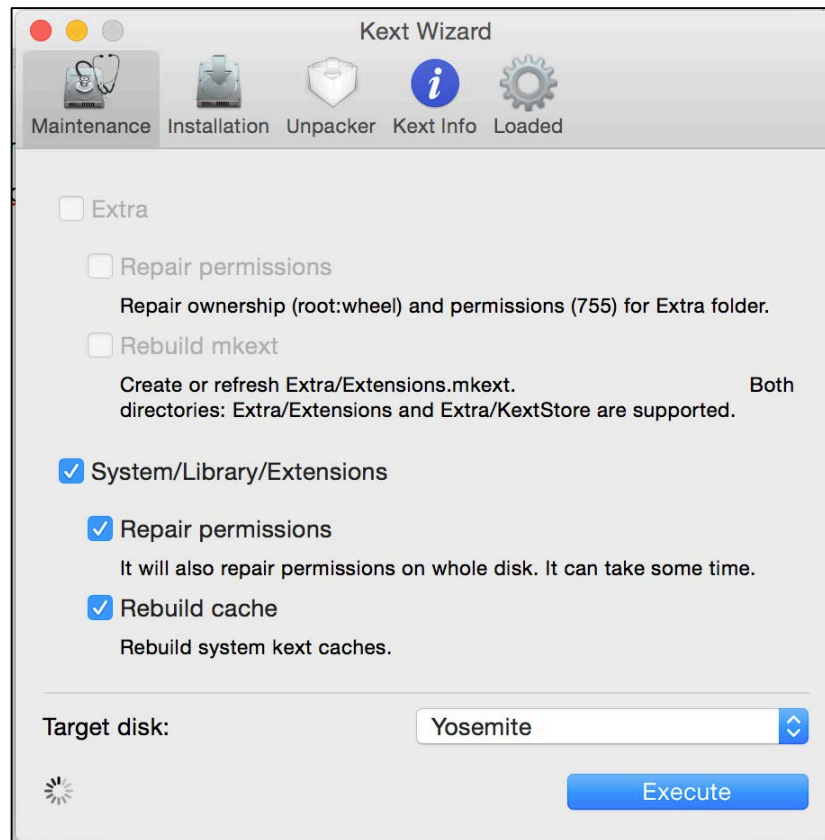 Kext Wizard
Maintenance Installation Unpacker Kext Info Loaded
Extra
Repair permissions
Repair ownership (root:wheel) and permissions (755) for Extra folder.
Rebuild mkext
Create or refresh Extra/Extensions.mkext. Both
directories: Extra/Extensions and Extra/KextStore are supported.
System/Library/Extensions
Repair permissions
It will also repair permissions on whole disk. It can take some time.
Rebuild cache
Rebuild system kext caches.
Target disk: Yosemite
Execute